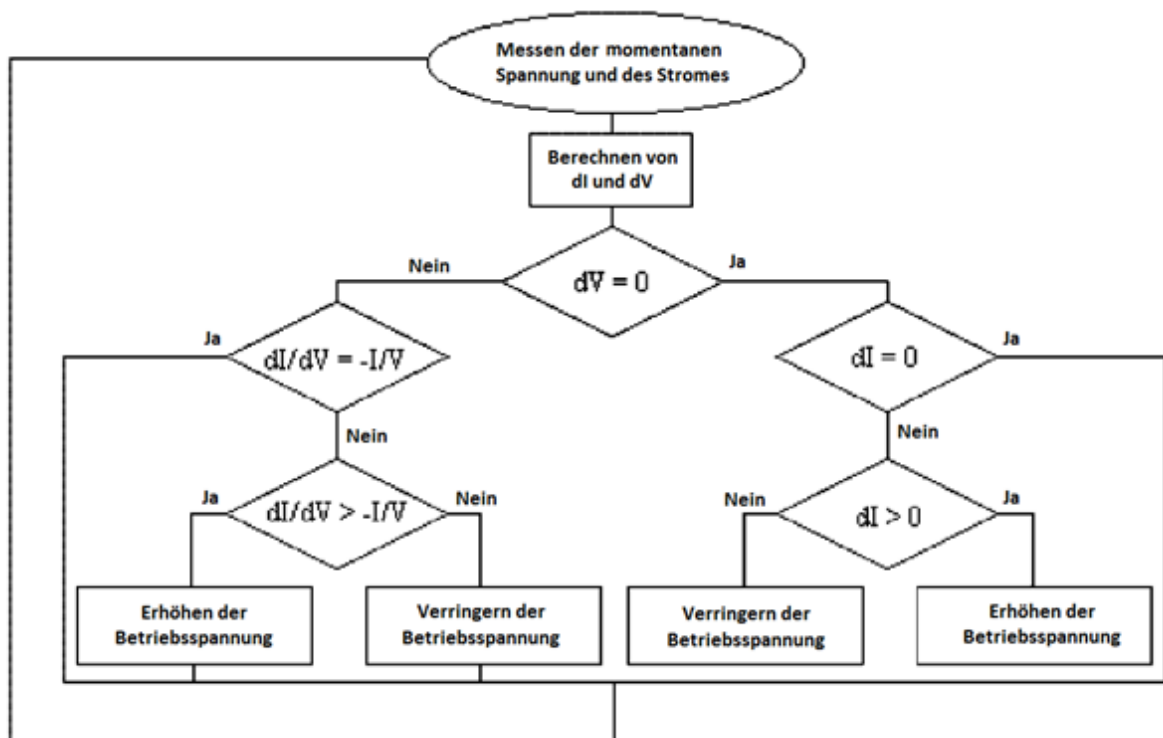 Messen der momentanen
Spannung und des Stromes
Berechnen von
dI und dV
Nein
Ja
dV = 0
Ja
dI/dV = -I/V
dI = 0
Ja
Nein
Nein
Ja
dI/dV > -I/V
Nein
Nein
dI > 0
Ja
Erhöhen der
Betriebsspannung
Verringern der
Betriebsspannung
Verringern der
Betriebsspannung
Erhöhen der
Betriebsspannung